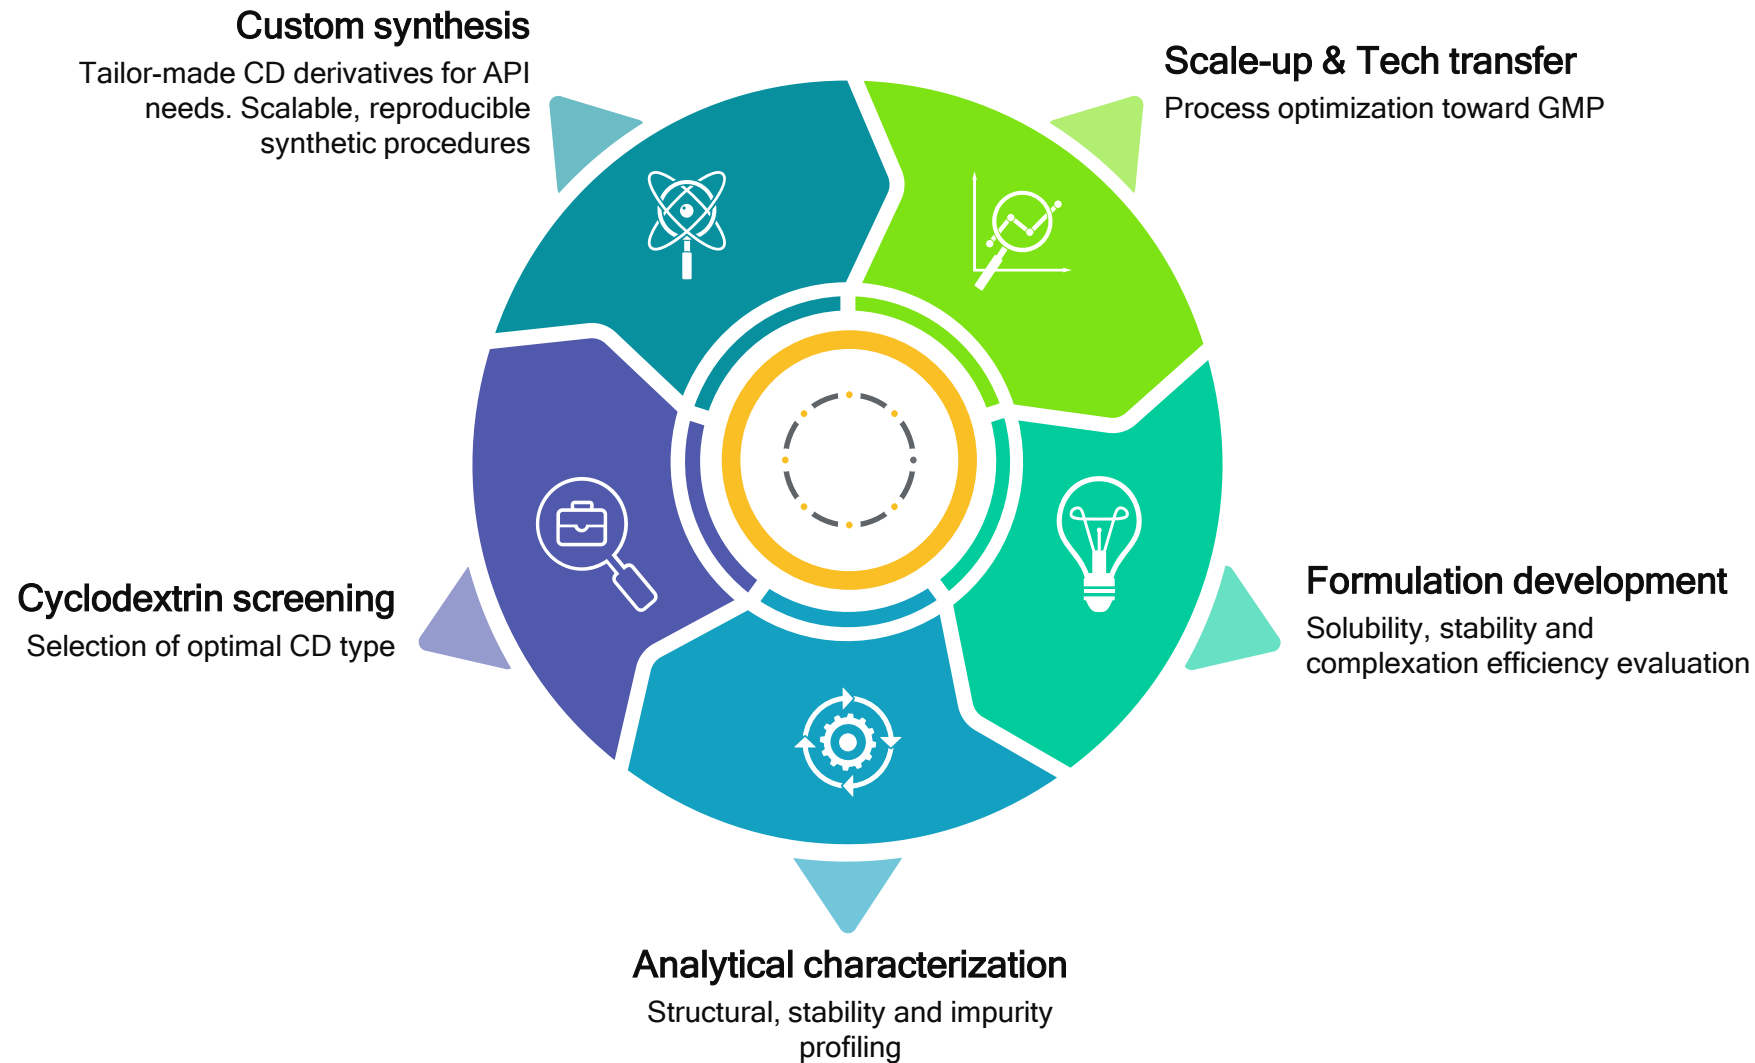 Custom synthesis
Tailor-made CD derivatives for API
needs. Scalable, reproducible
synthetic procedures
Scale-up & Tech transfer
Process optimization toward GMP
Cyclodextrin screening
Selection of optimal CD type
Formulation development
Solubility, stability and
complexation efficiency evaluation
Analytical characterization
Structural, stability and impurity
profiling